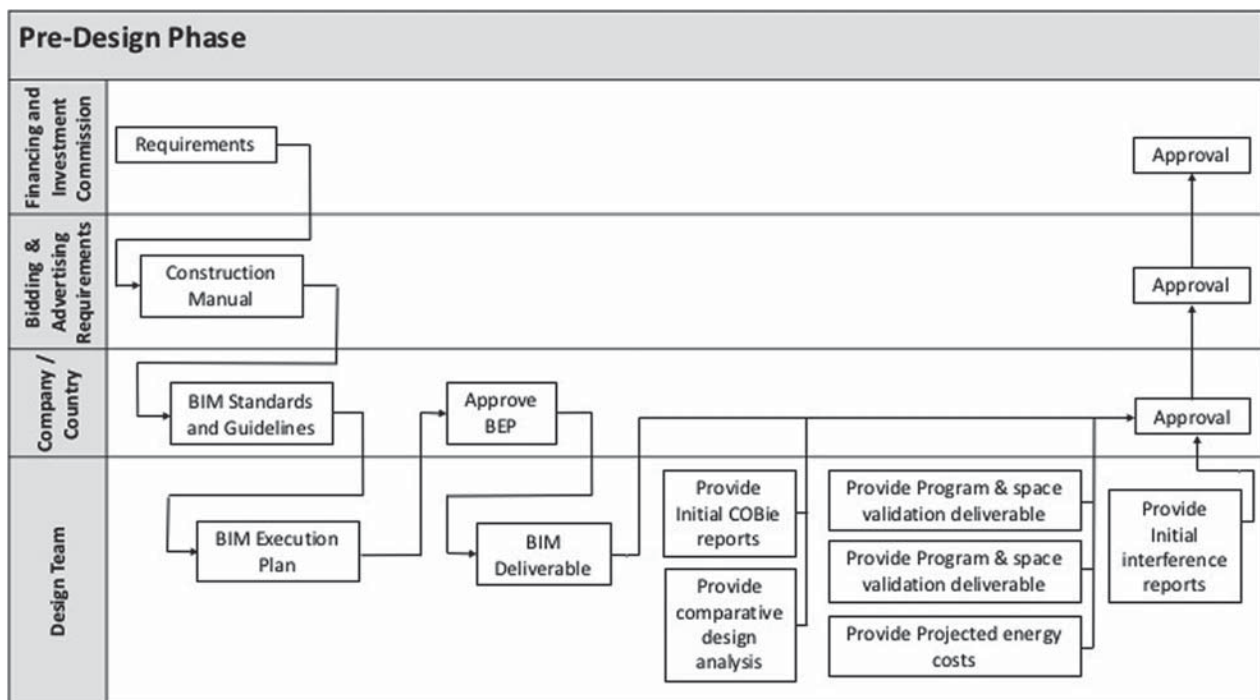 Pre-Design Phase
Financing and
Investment
Commission
Requirements
Approval
Bidding &
Advertising
Requirements
Construction
Manual
Approval
Company /
Country
BIM Standards
and Guidelines
Approve
BEP
Approval
Design Team
BIM Execution
Plan
BIM
Deliverable
Provide
Initial COBie
reports
Provide
comparative
design
analysis
Provide Program & space
validation deliverable
Provide Program & space
validation deliverable
Provide Projected energy
costs
Provide
Initial
interference
reports